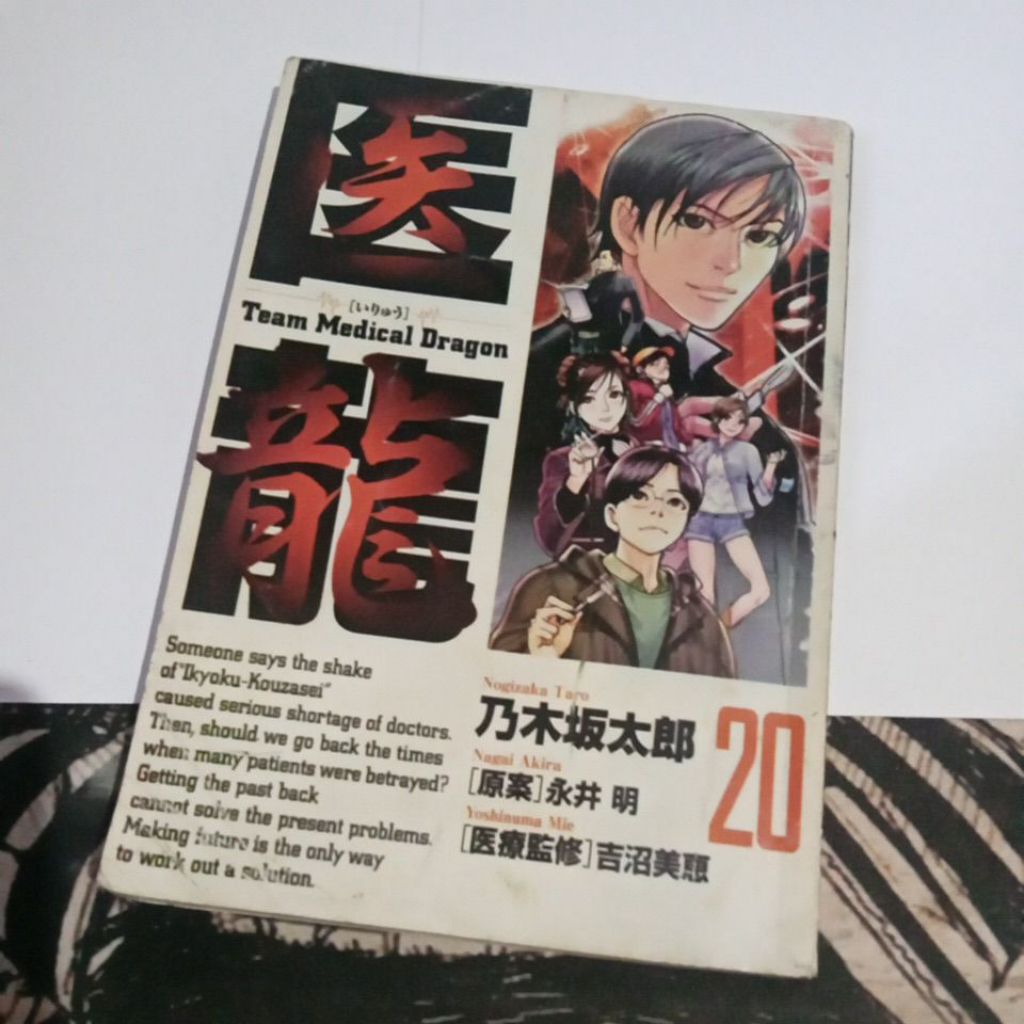 医
[いりゅう]
Team Medical Dragon
龍
Someone says the shake
of "Ikyoku-Kouzasei"
caused serious shortage of doctors.
Then, should we go back the times
when many patients were betrayed?
Getting the past back
cannot solve the present problems.
Making future is the only way
to work out a solution.
Nogizaka Taro
乃木坂太郎
Nagai Akira
[原案]永井 明
Yoshinuma Mie
[医療監修]吉沼美恵
20